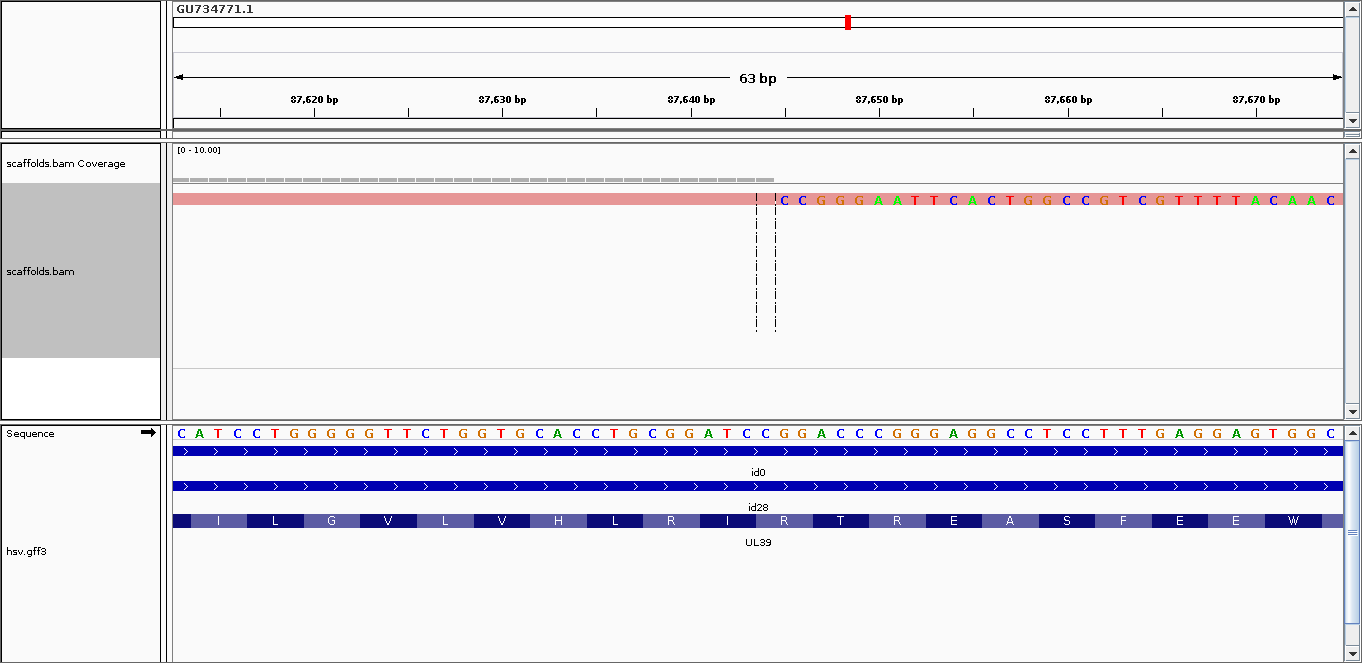 GU734771.1
63 bp
87,620 bp 87,630 bp 87,640 bp 87,650 bp 87,660 bp 87,670 bp
scaffolds.bam Coverage
[0 - 10.00]
C C G G G A A T T C A C T G G C C G T C G T T T T A C A A C
scaffolds.bam
Sequence
C A T C C T G G G G G T T C T G G T G C A C C T G C G G A T C C G G A C C C G G G A G G C C T C C T T T G A G G A G T G G C
id0
id28
I L G V L V H L R I R T R E A S F E E W
UL39
hsv.gff3